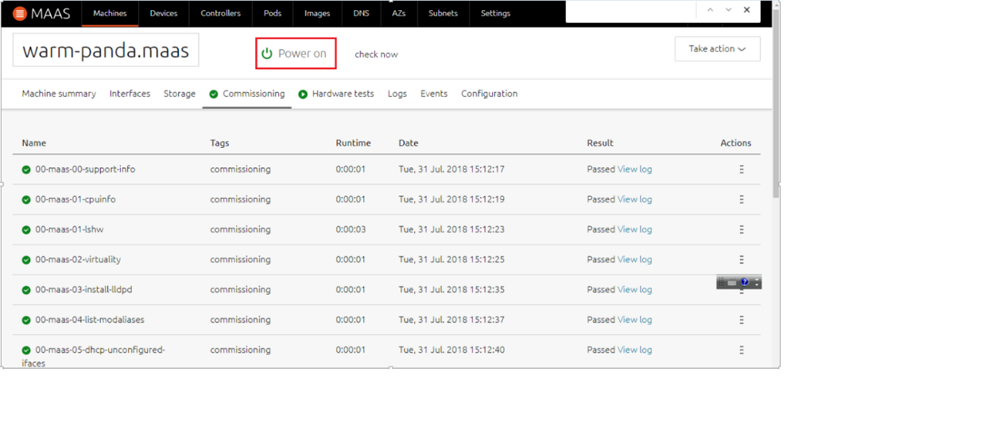 MAAS Machines Devices Controllers Pods Images DNS AZs Subnets Settings
warm-panda.maas Power on check now Take action
Machine summary Interfaces Storage Commissioning Hardware tests Logs Events Configuration
Name Tags Runtime Date Result Actions
00-maas-00-support-info commissioning 0:00:01 Tue, 31 Jul. 2018 15:12:17 Passed View log
00-maas-01-cpuinfo commissioning 0:00:01 Tue, 31 Jul. 2018 15:12:19 Passed View log
00-maas-01-lshw commissioning 0:00:03 Tue, 31 Jul. 2018 15:12:23 Passed View log
00-maas-02-virtuality commissioning 0:00:01 Tue, 31 Jul. 2018 15:12:25 Passed View log
00-maas-03-install-lldpd commissioning 0:00:01 Tue, 31 Jul. 2018 15:12:35 Passed View log
00-maas-04-list-modaliases commissioning 0:00:01 Tue, 31 Jul. 2018 15:12:37 Passed View log
00-maas-05-dhcp-unconfigured- commissioning 0:00:01 Tue, 31 Jul. 2018 15:12:40 Passed View log
ifaces